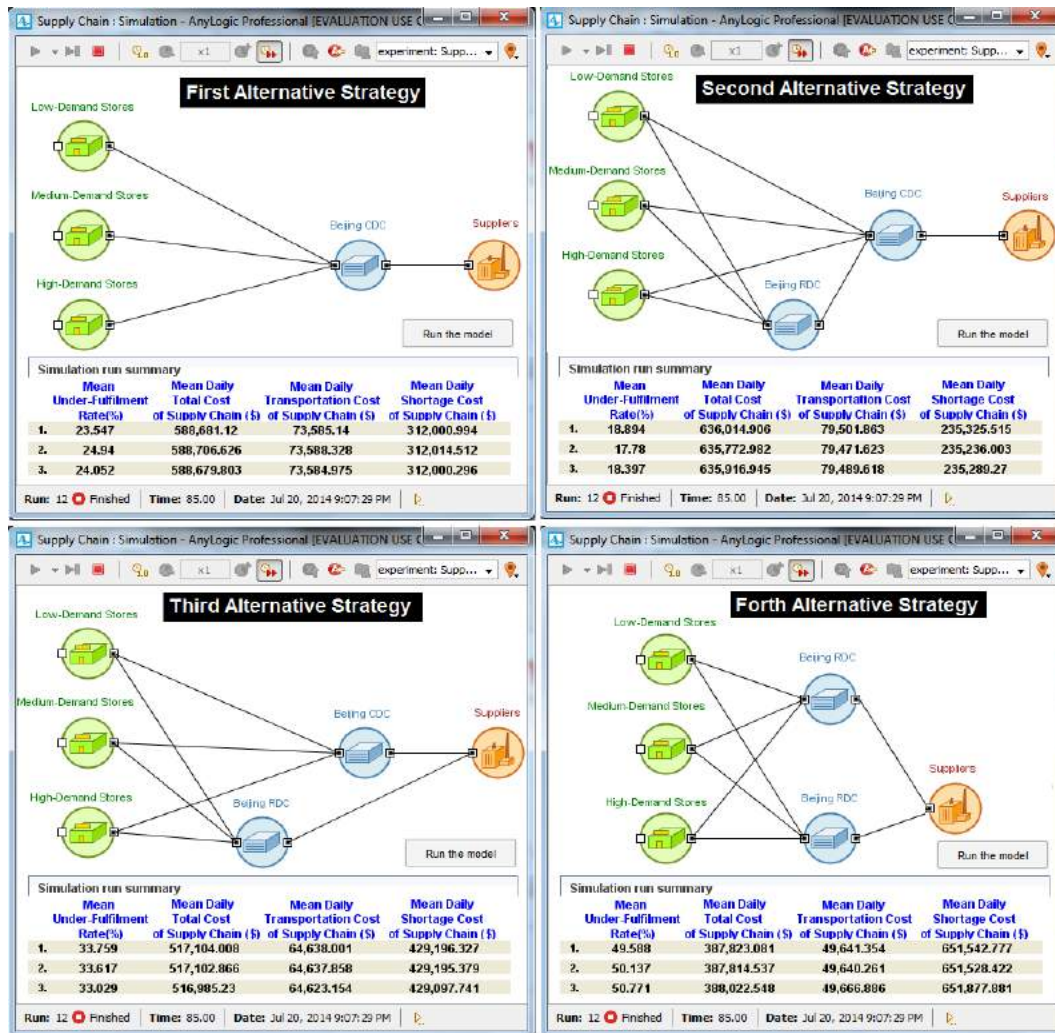 Supply Chain : Simulation - AnyLogic Professional [EVALUATION USE
x1
experiment: Supp...
First Alternative Strategy
Low-Demand Stores
Medium-Demand Stores
Beijing CDC
Suppliers
High-Demand Stores
Run the model
Simulation run summary
Mean Mean Daily Mean Daily Mean Daily
Under-Fulfilment Total Cost Transportation Cost Shortage Cost
Rate(%) of Supply Chain ($) of Supply Chain ($) of Supply Chain ($)
1. 23.547 588,681.12 73,585.14 312,000.994
2. 24.94 588,706.626 73,588.328 312,014.512
3. 24.052 588,679.803 73,584.975 312,000.296
Run: 12 Finished Time: 85.00 Date: Jul 20, 2014 9:07:29 PM
Supply Chain : Simulation - AnyLogic Professional [EVALUATION USE C
x1
experiment: Supp...
Low-Demand Stores
Second Alternative Strategy
Medium-Demand Stores
Beijing CDC
Suppliers
High-Demand Stores
Beijing RDC
Run the model
Simulation run summary
Mean Mean Daily Mean Daily Mean Daily
Under-Fulfilment Total Cost Transportation Cost Shortage Cost
Rate(%) of Supply Chain ($) of Supply Chain ($) of Supply Chain ($)
1. 18.894 636,014.906 79,501.863 235,325.515
2. 17.78 635,772.982 79,471.623 235,236.003
3. 18.397 635,916.945 79,489.618 235,289.27
Run: 12 Finished Time: 85.00 Date: Jul 20, 2014 9:07:29 PM
Supply Chain : Simulation - AnyLogic Professional [EVALUATION USE C
x1
experiment: Supp...
Third Alternative Strategy
Low-Demand Stores
Medium-Demand Stores
Beijing CDC
Suppliers
High-Demand Stores
Beijing RDC
Run the model
Simulation run summary
Mean Mean Daily Mean Daily Mean Daily
Under-Fulfilment Total Cost Transportation Cost Shortage Cost
Rate(%) of Supply Chain ($) of Supply Chain ($) of Supply Chain ($)
1. 33.759 517,104.008 64,638.001 429,196.327
2. 33.617 517,102.866 64,637.858 429,195.379
3. 33.029 516,985.23 64,623.154 429,097.741
Run: 12 Finished Time: 85.00 Date: Jul 20, 2014 9:07:29 PM
Supply Chain : Simulation - AnyLogic Professional [EVALUATION USE C
x1
experiment: Supp...
Forth Alternative Strategy
Low-Demand Stores
Beijing RDC
Medium-Demand Stores
Suppliers
High-Demand Stores
Beijing RDC
Run the model
Simulation run summary
Mean Mean Daily Mean Daily Mean Daily
Under-Fulfilment Total Cost Transportation Cost Shortage Cost
Rate(%) of Supply Chain ($) of Supply Chain ($) of Supply Chain ($)
1. 49.588 387,823.081 49,641.354 651,542.777
2. 50.137 387,814.537 49,640.261 651,528.422
3. 50.771 388,022.548 49,666.886 651,877.881
Run: 12 Finished Time: 85.00 Date: Jul 20, 2014 9:07:29 PM